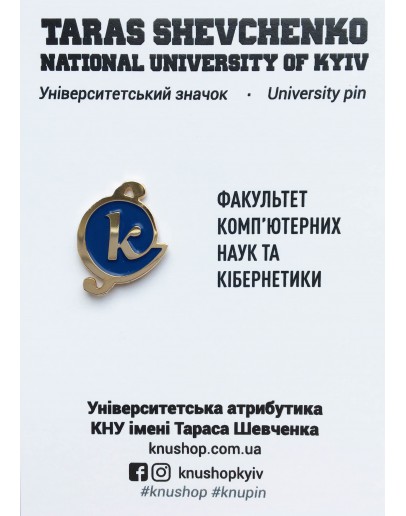 TARAS SHEVCHENKO
NATIONAL UNIVERSITY OF KYIV
Університетський значок · University pin
k
ФАКУЛЬТЕТ
КОМП'ЮТЕРНИХ
НАУК ТА
КІБЕРНЕТИКИ
Університетська атрибутика
КНУ імені Тараса Шевченка
knushop.com.ua
knushopkyiv
#knushop #knupin